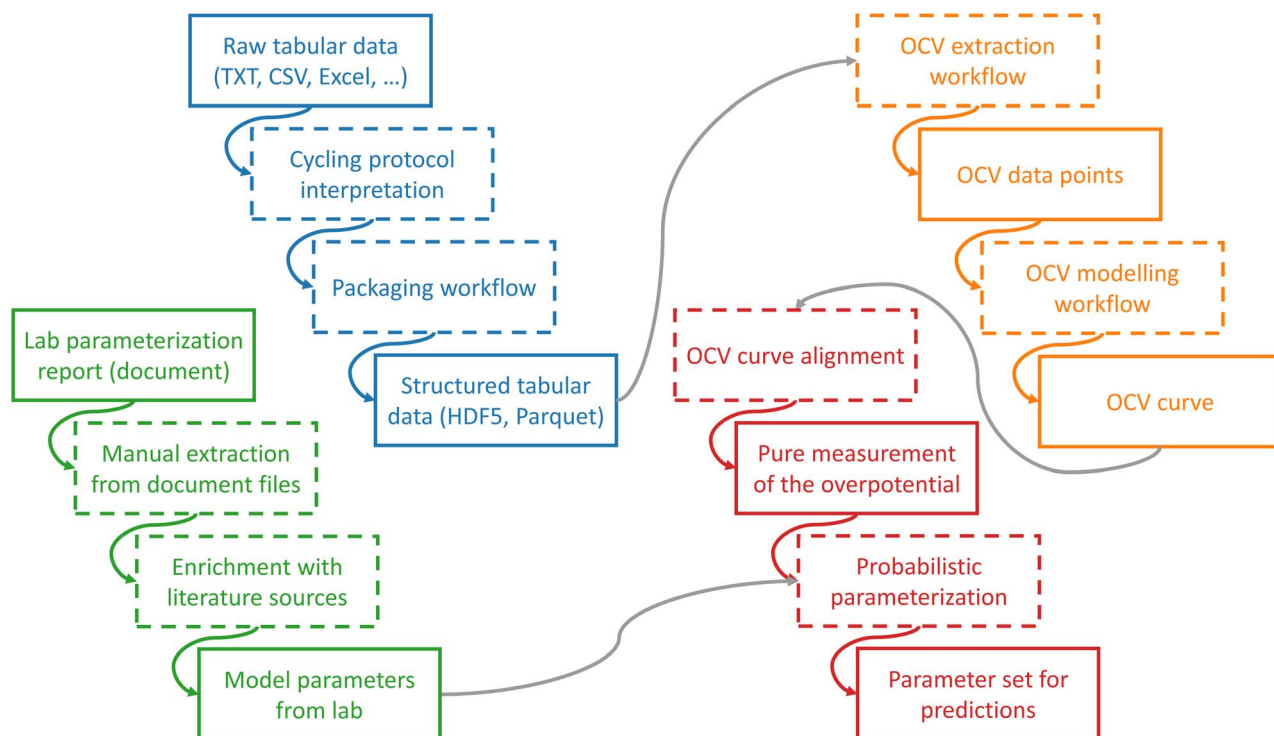 Raw tabular data
(TXT, CSV, Excel, ...)
Cycling protocol
interpretation
Packaging workflow
Structured tabular
data (HDF5, Parquet)
Lab parameterization
report (document)
Manual extraction
from document files
Enrichment with
literature sources
Model parameters
from lab
OCV extraction
workflow
OCV data points
OCV modelling
workflow
OCV curve
OCV curve alignment
Pure measurement
of the overpotential
Probabilistic
parameterization
Parameter set for
predictions